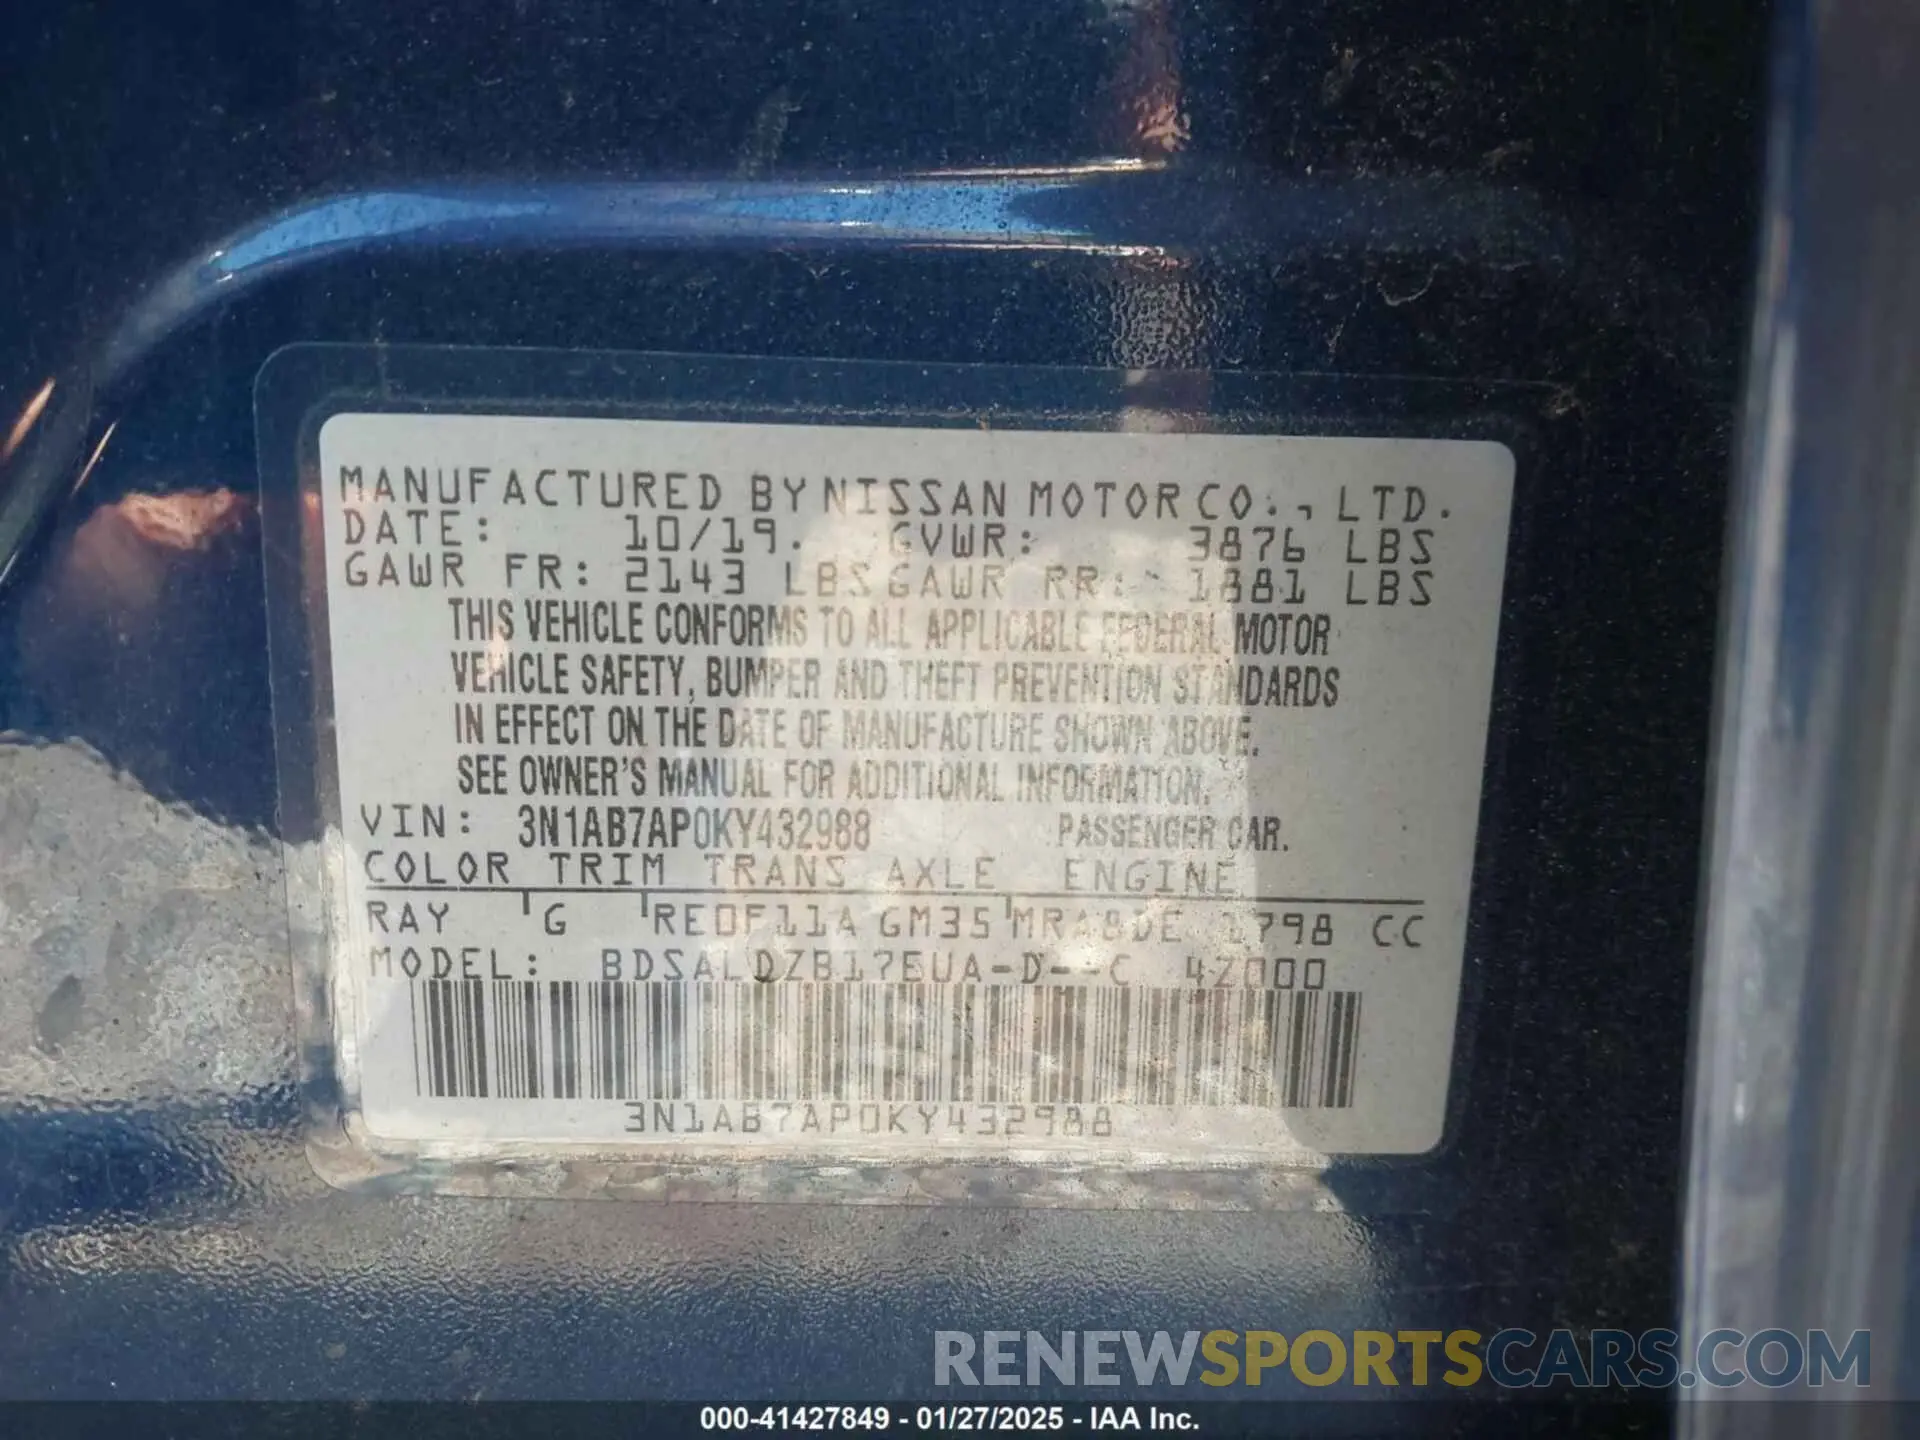 MANUFACTURED BY NISSAN MOTOR CO., LTD.
DATE: 10/19. GVWR: 3876 LBS
GAWR FR: 2143 LBS GAWR RR: 1881 LBS
THIS VEHICLE CONFORMS TO ALL APPLICABLE FEDERAL MOTOR
VEHICLE SAFETY, BUMPER AND THEFT PREVENTION STANDARDS
IN EFFECT ON THE DATE OF MANUFACTURE SHOWN ABOVE.
SEE OWNER'S MANUAL FOR ADDITIONAL INFORMATION.
VIN: 3N1AB7AP0KY432988 PASSENGER CAR.
COLOR TRIM TRANS AXLE ENGINE
RAY G RE0F11A GM35 MRA8DE 1798 CC
MODEL: BDSALDZB17EUA-D--C 4Z000
3N1AB7AP0KY432988
RENEWSPORTSCARS.COM
000-41427849 - 01/27/2025 - IAA Inc.